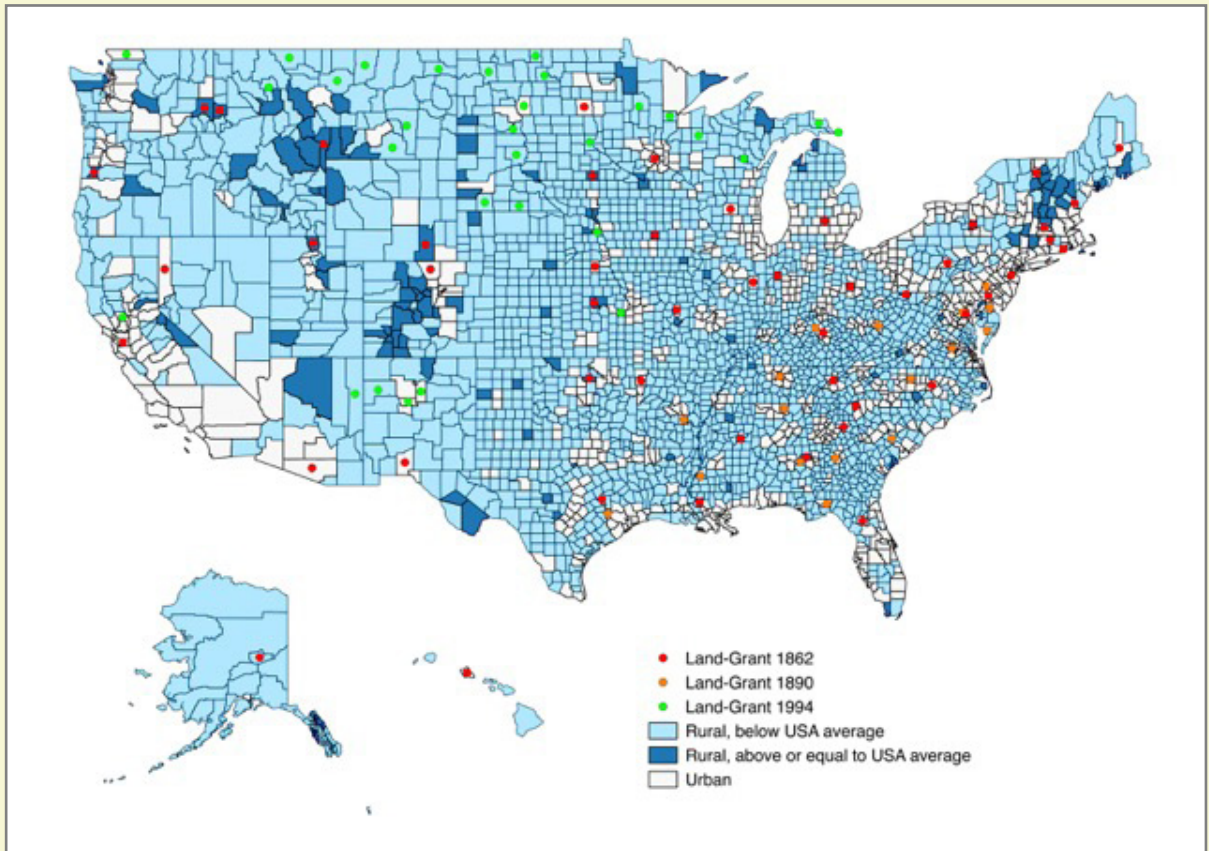 Land-Grant 1862
Land-Grant 1890
Land-Grant 1994
Rural, below USA average
Rural, above or equal to USA average
Urban